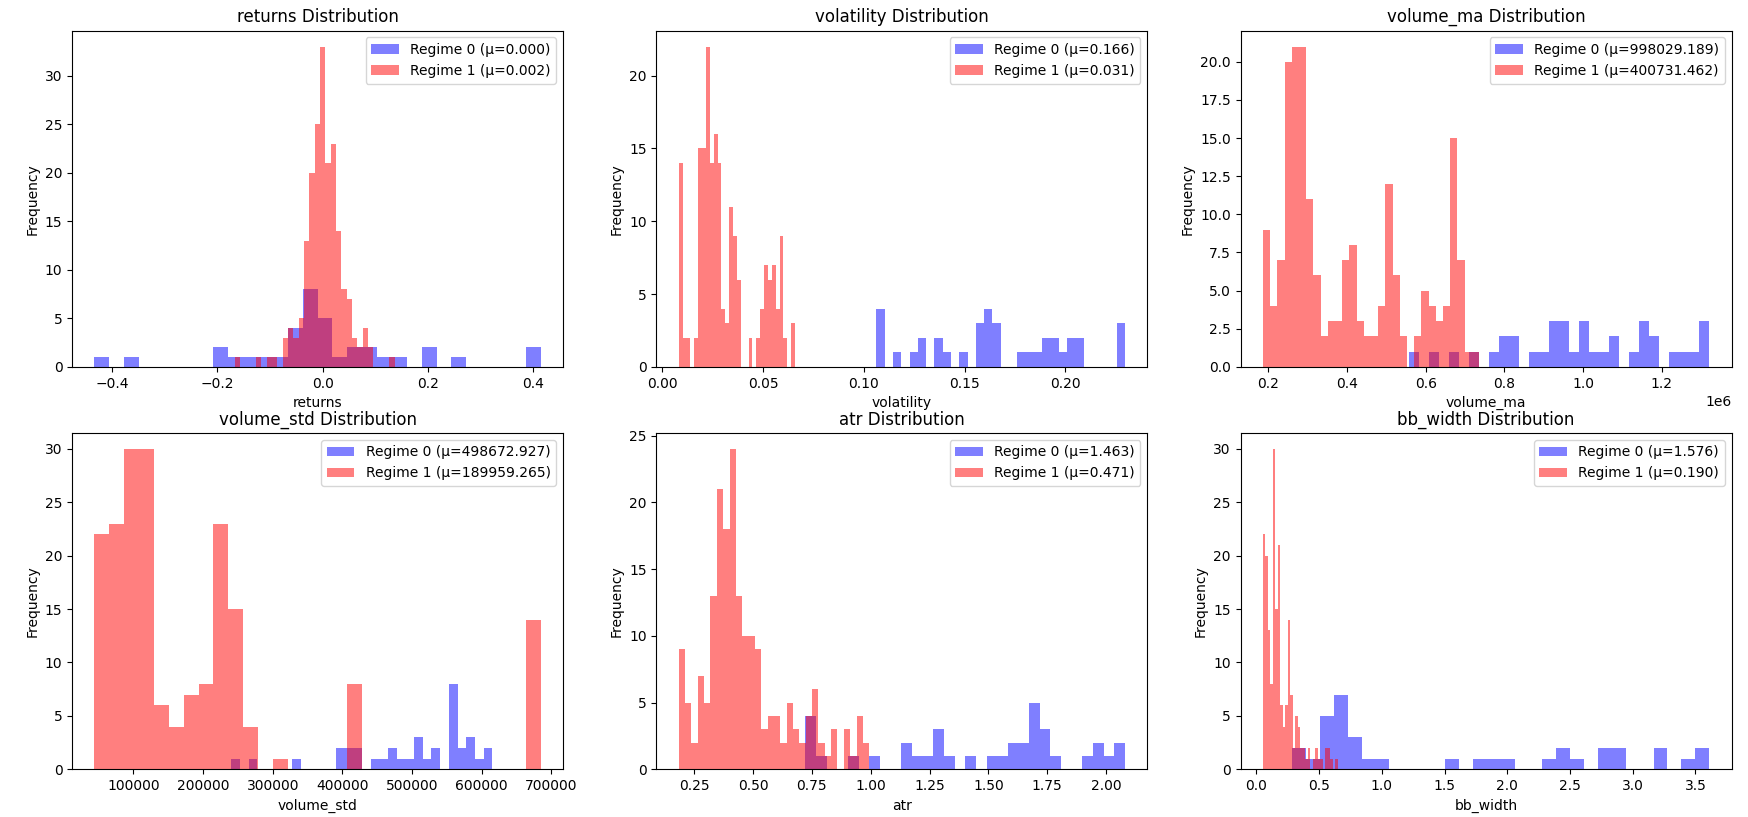 returns Distribution
Regime 0 (μ=0.000)
Regime 1 (μ=0.002)
Frequency
30
25
20
15
10
5
0
−0.4 −0.2 0.0 0.2 0.4
returns
volatility Distribution
Regime 0 (μ=0.166)
Regime 1 (μ=0.031)
Frequency
20
15
10
5
0
0.00 0.05 0.10 0.15 0.20
volatility
volume_ma Distribution
Regime 0 (μ=998029.189)
Regime 1 (μ=400731.462)
Frequency
20.0
17.5
15.0
12.5
10.0
7.5
5.0
2.5
0.0
0.2 0.4 0.6 0.8 1.0 1.2
volume_ma
1e6
volume_std Distribution
Regime 0 (μ=498672.927)
Regime 1 (μ=189959.265)
Frequency
30
25
20
15
10
5
0
100000 200000 300000 400000 500000 600000 700000
volume_std
atr Distribution
Regime 0 (μ=1.463)
Regime 1 (μ=0.471)
Frequency
25
20
15
10
5
0
0.25 0.50 0.75 1.00 1.25 1.50 1.75 2.00
atr
bb_width Distribution
Regime 0 (μ=1.576)
Regime 1 (μ=0.190)
Frequency
30
25
20
15
10
5
0
0.0 0.5 1.0 1.5 2.0 2.5 3.0 3.5
bb_width